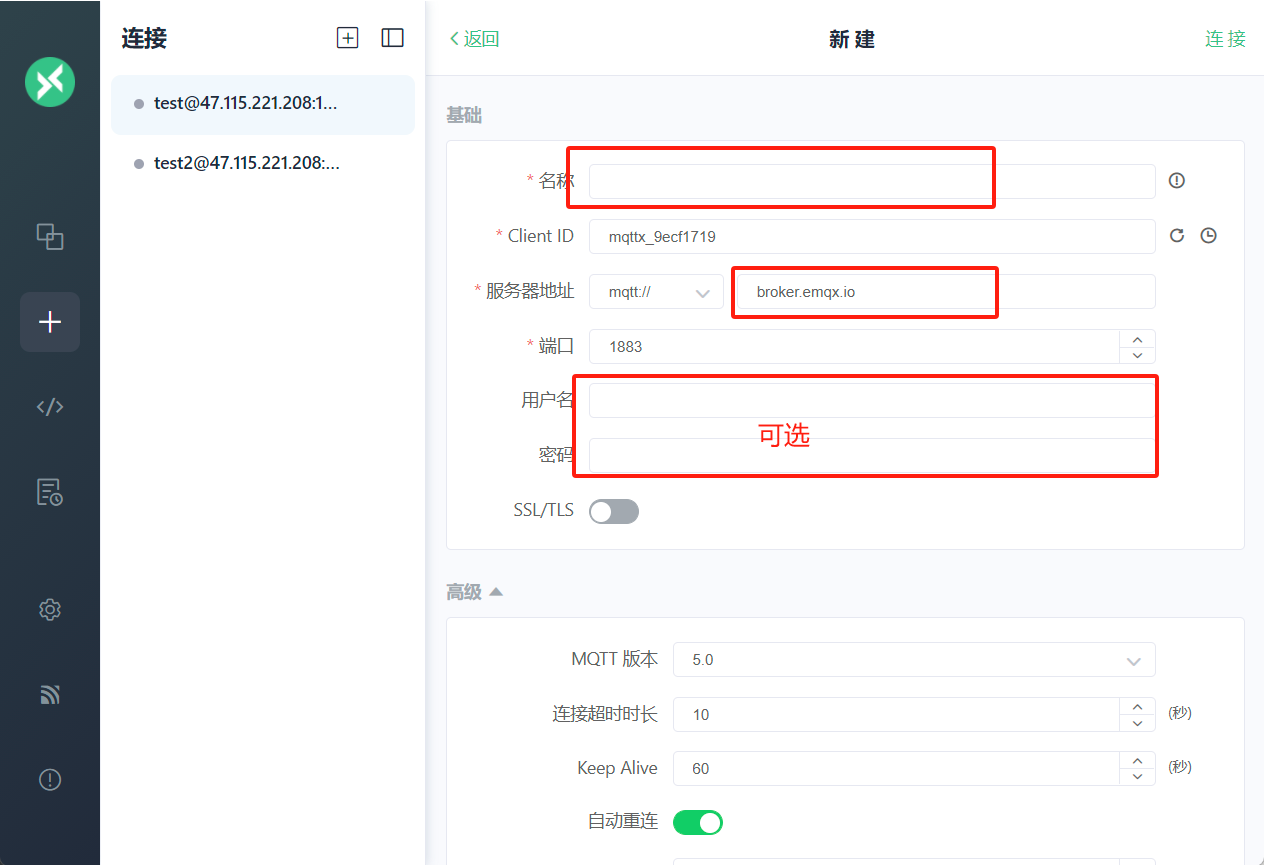 连接
test@47.115.221.208:1...
test2@47.115.221.208:...
返回
新 建
连 接
基础
* 名称
* Client ID
mqttx_9ecf1719
* 服务器地址
mqtt://
broker.emqx.io
* 端口
1883
用户名
可选
密码
SSL/TLS
高级
MQTT 版本
5.0
连接超时时长
10
(秒)
Keep Alive
60
(秒)
自动重连